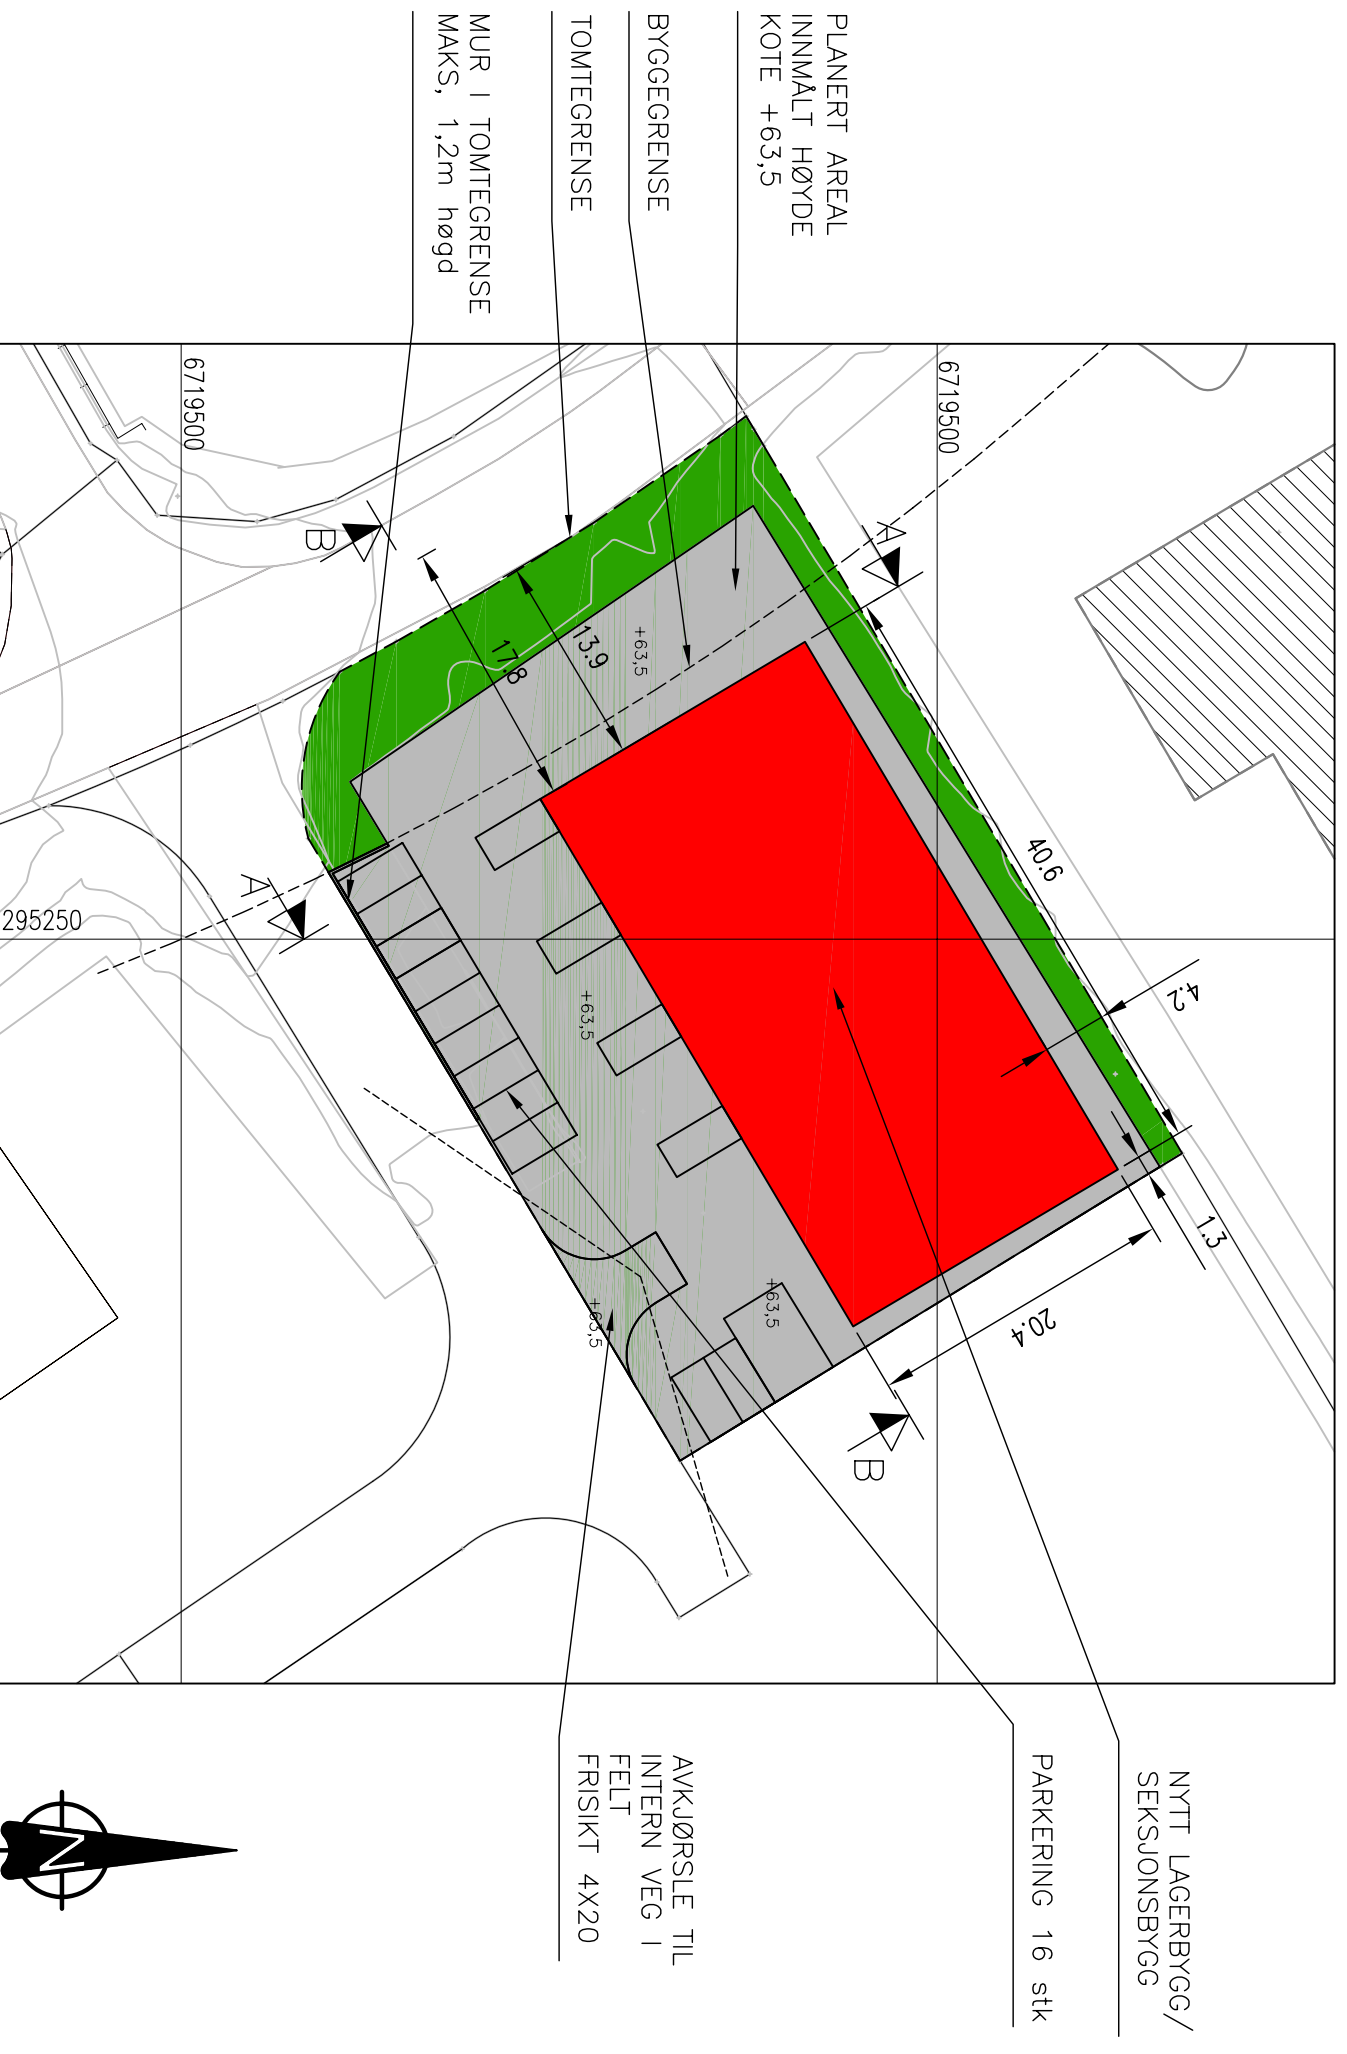 PLANERT AREAL
INNMÅLT HØYDE
KOTE +63,5
BYGGEGRENSE
TOMTEGRENSE
MUR I TOMTEGRENSE
MAKS, 1,2m høgd
6719500
6719500
295250
A
A
B
B
17.8
13.9
40.6
4.2
1.3
20.4
+63,5
+63,5
+63,5
+63,5
NYTT LAGERBYGG/
SEKSJONSBYGG
PARKERING 16 stk
AVKJØRSLE TIL
INTERN VEG I
FELT
FRISIKT 4X20
N